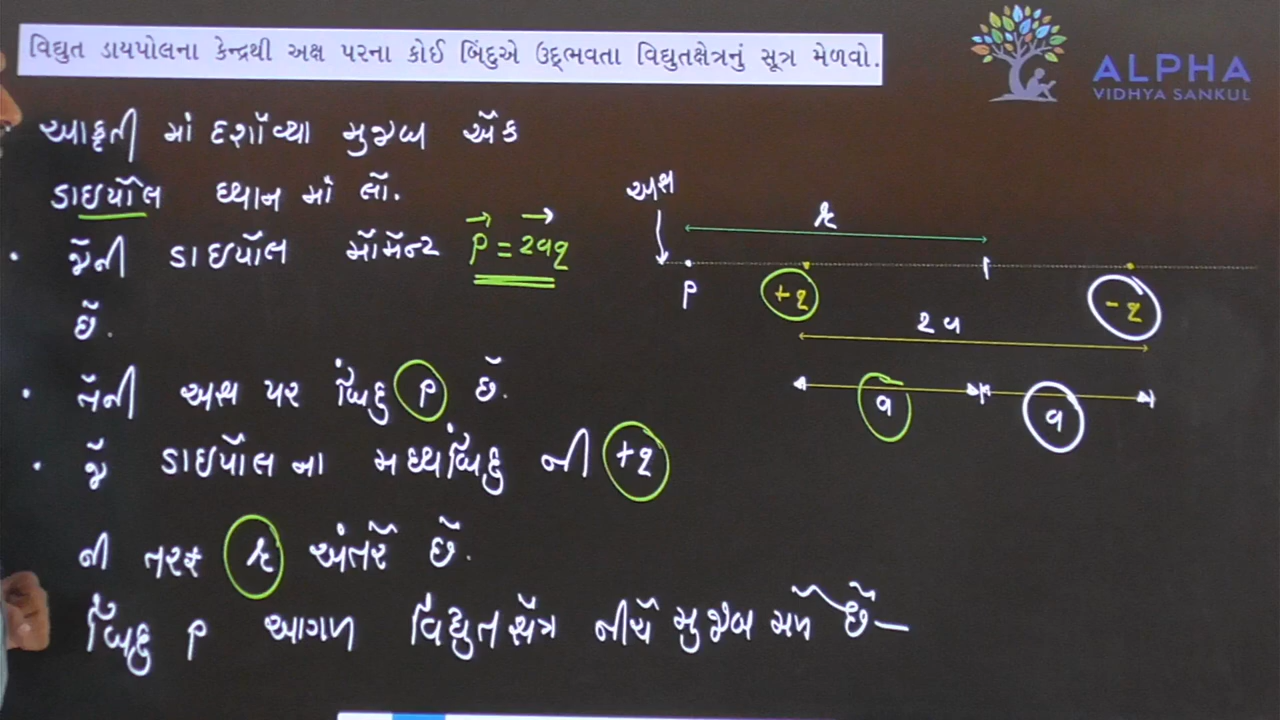 વિદ્યુત ડાયપોલના કેન્દ્રથી અક્ષ પરના કોઈ બિંદુએ ઉદ્ભવતા વિદ્યુતક્ષેત્રનું સૂત્ર મેળવો.
ALPHA
VIDHYA SANKUL
આકૃતી માં દર્શાવ્યા મુજબ એક
ડાઇપોલ ધ્યાન માં લો.
• જેની ડાઇપોલ મોમેન્ટ P = 2aq
છે.
• તેની અક્ષ પર બિંદુ P છે.
• જે ડાઇપોલ ના મધ્યબિંદુ ની +q
ની તરફ r અંતરે છે.
બિંદુ P આગળ વિદ્યુતક્ષેત્ર નીચે મુજબ મળે છે—
અક્ષ
r
P +q -q
2a
a a